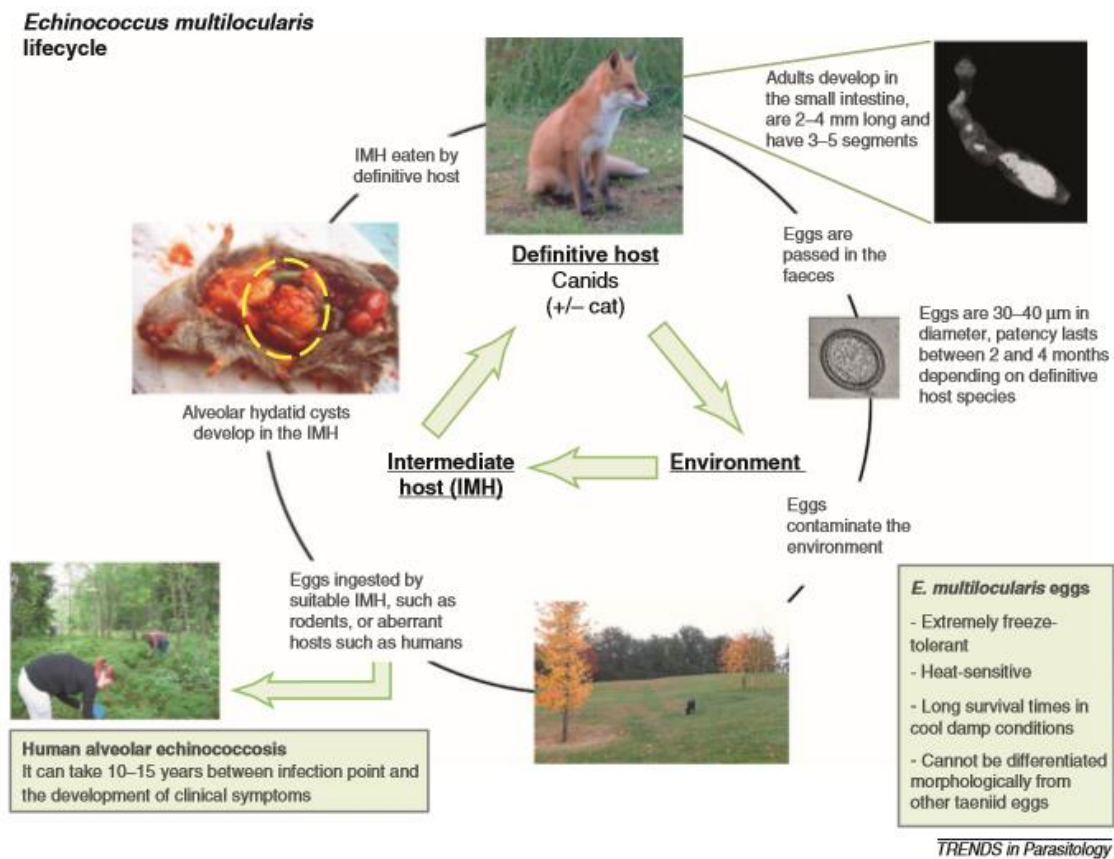 Echinococcus multilocularis
lifecycle
Adults develop in
the small intestine,
are 2–4 mm long and
have 3–5 segments
IMH eaten by
definitive host
Eggs are
passed in the
faeces
Definitive host
Canids
(+/– cat)
Eggs are 30–40 μm in
diameter, patency lasts
between 2 and 4 months
depending on definitive
host species
Alveolar hydatid cysts
develop in the IMH
Intermediate
host (IMH)
Environment
Eggs
contaminate the
environment
Eggs ingested by
suitable IMH, such as
rodents, or aberrant
hosts such as humans
E. multilocularis eggs
- Extremely freeze-
tolerant
- Heat-sensitive
- Long survival times in
cool damp conditions
- Cannot be differentiated
morphologically from
other taeniid eggs
Human alveolar echinococcosis
It can take 10–15 years between infection point and
the development of clinical symptoms
TRENDS in Parasitology